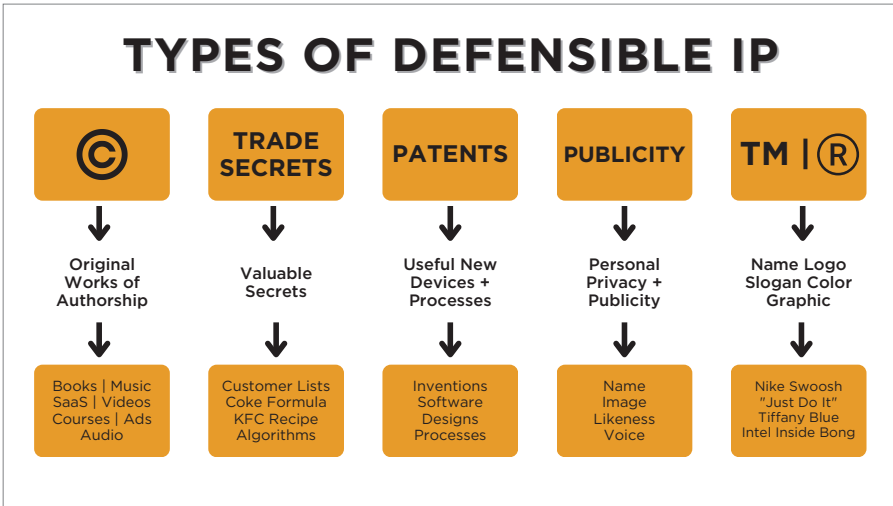 TYPES OF DEFENSIBLE IP
©
TRADE
SECRETS
PATENTS
PUBLICITY
TM | ®
Original
Works of
Authorship
Valuable
Secrets
Useful New
Devices +
Processes
Personal
Privacy +
Publicity
Name Logo
Slogan Color
Graphic
Books | Music
SaaS | Videos
Courses | Ads
Audio
Customer Lists
Coke Formula
KFC Recipe
Algorithms
Inventions
Software
Designs
Processes
Name
Image
Likeness
Voice
Nike Swoosh
"Just Do It"
Tiffany Blue
Intel Inside Bong